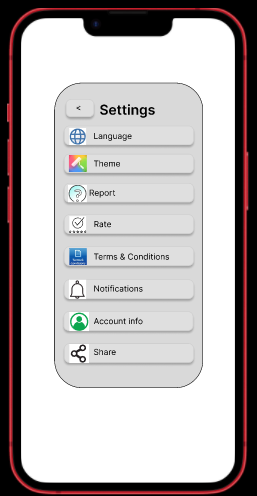 < Settings
Language
Theme
Report
Rate
Terms & Conditions
Notifications
Account info
Share